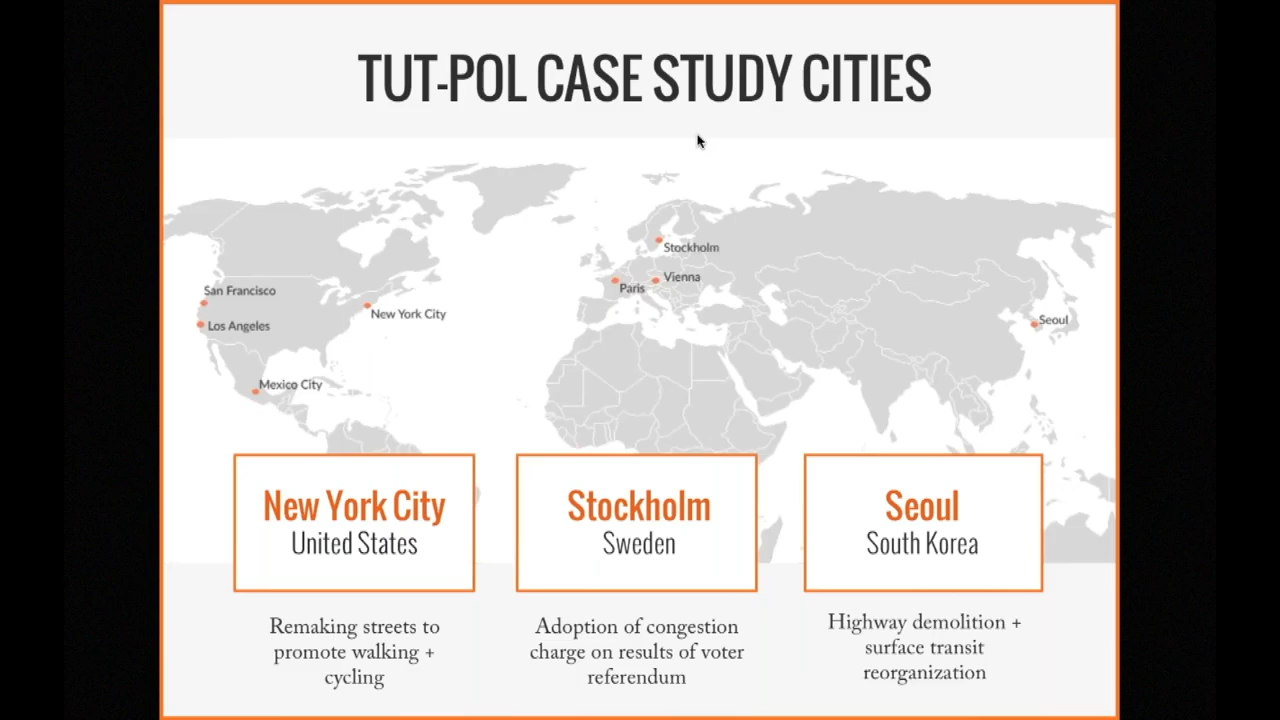 TUT-POL CASE STUDY CITIES
Stockholm
Vienna
Paris
San Francisco
New York City
Los Angeles
Seoul
Mexico City
New York City
United States
Remaking streets to
promote walking +
cycling
Stockholm
Sweden
Adoption of congestion
charge on results of voter
referendum
Seoul
South Korea
Highway demolition +
surface transit
reorganization